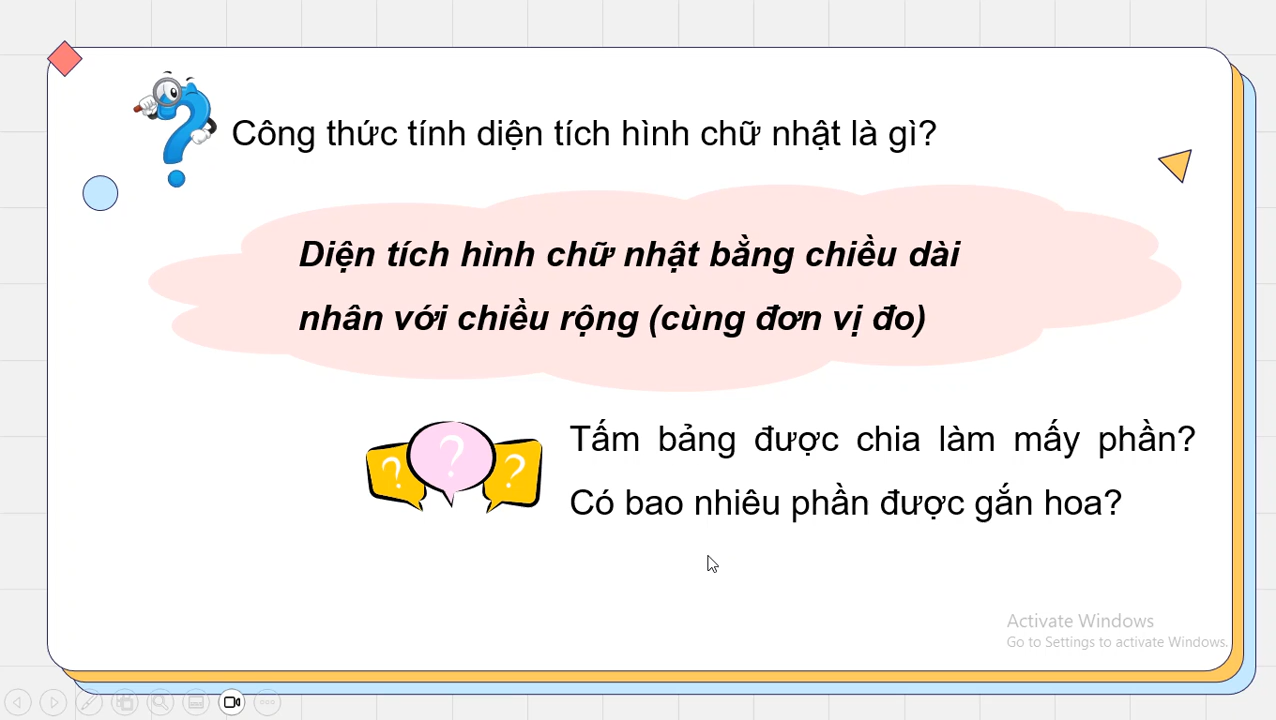 Công thức tính diện tích hình chữ nhật là gì?
Diện tích hình chữ nhật bằng chiều dài
nhân với chiều rộng (cùng đơn vị đo)
? ? ?
Tấm bảng được chia làm mấy phần?
Có bao nhiêu phần được gắn hoa?
Activate Windows
Go to Settings to activate Windows.